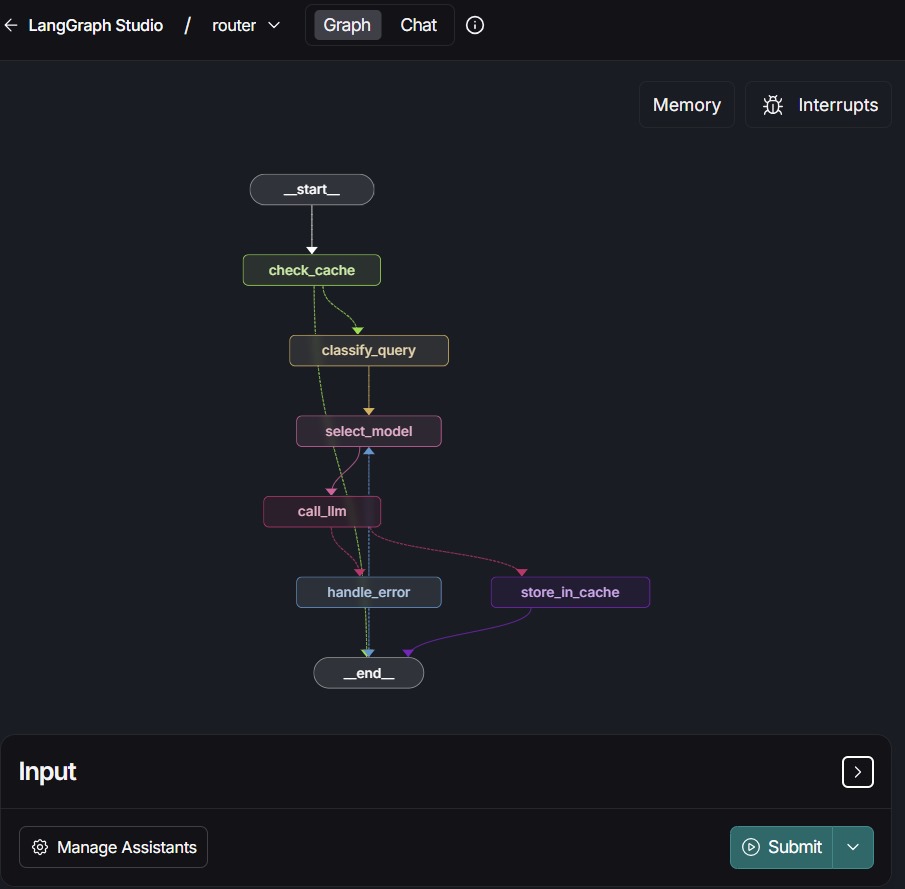 LangGraph Studio / router Graph Chat
Memory Interrupts
__start__
check_cache
classify_query
select_model
call_llm
handle_error store_in_cache
__end__
Input
Manage Assistants Submit